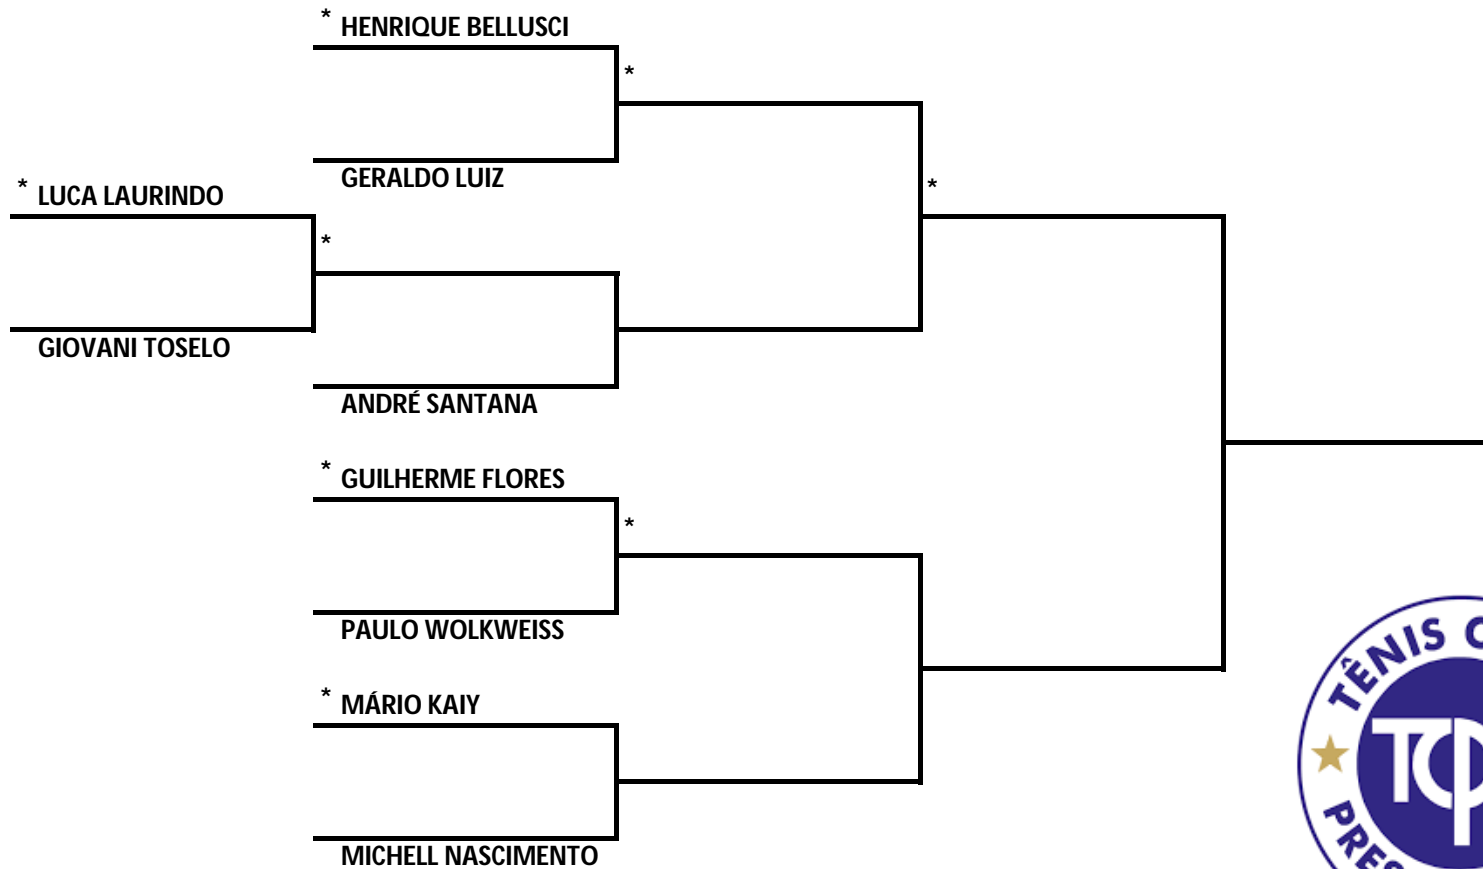 * HENRIQUE BELLUSCI
*
GERALDO LUIZ
* LUCA LAURINDO
*
*
GIOVANI TOSELO
ANDRÉ SANTANA
* GUILHERME FLORES
*
PAULO WOLKWEISS
* MÁRIO KAIY
MICHELL NASCIMENTO
TÊNIS
TCP